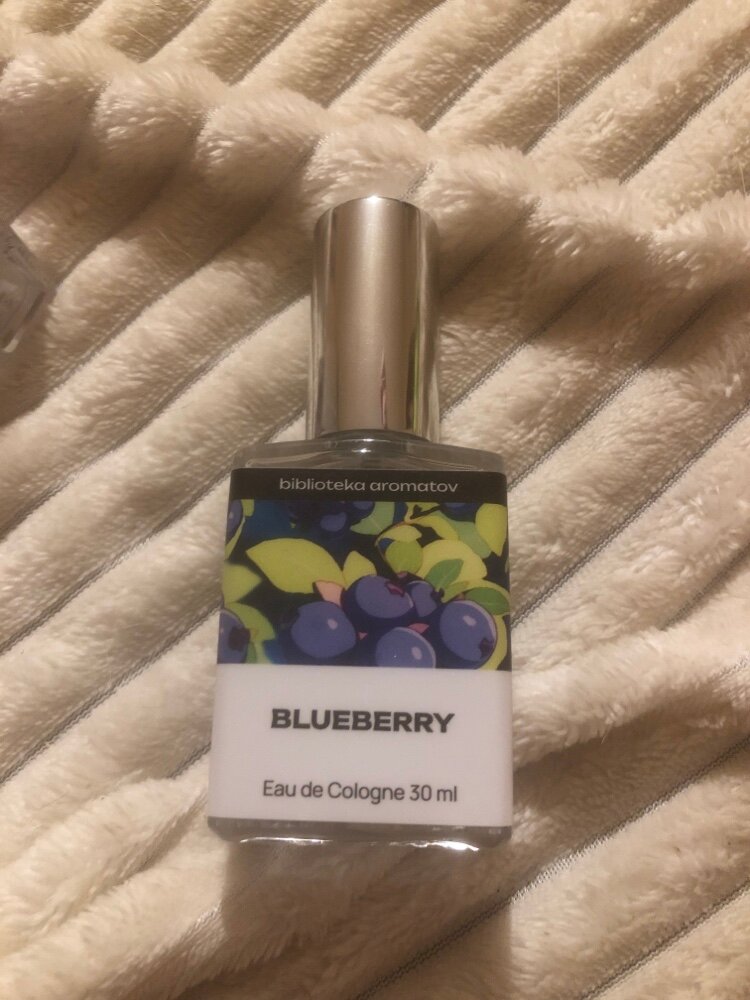 biblioteka aromatov
BLUEBERRY
Eau de Cologne 30 ml